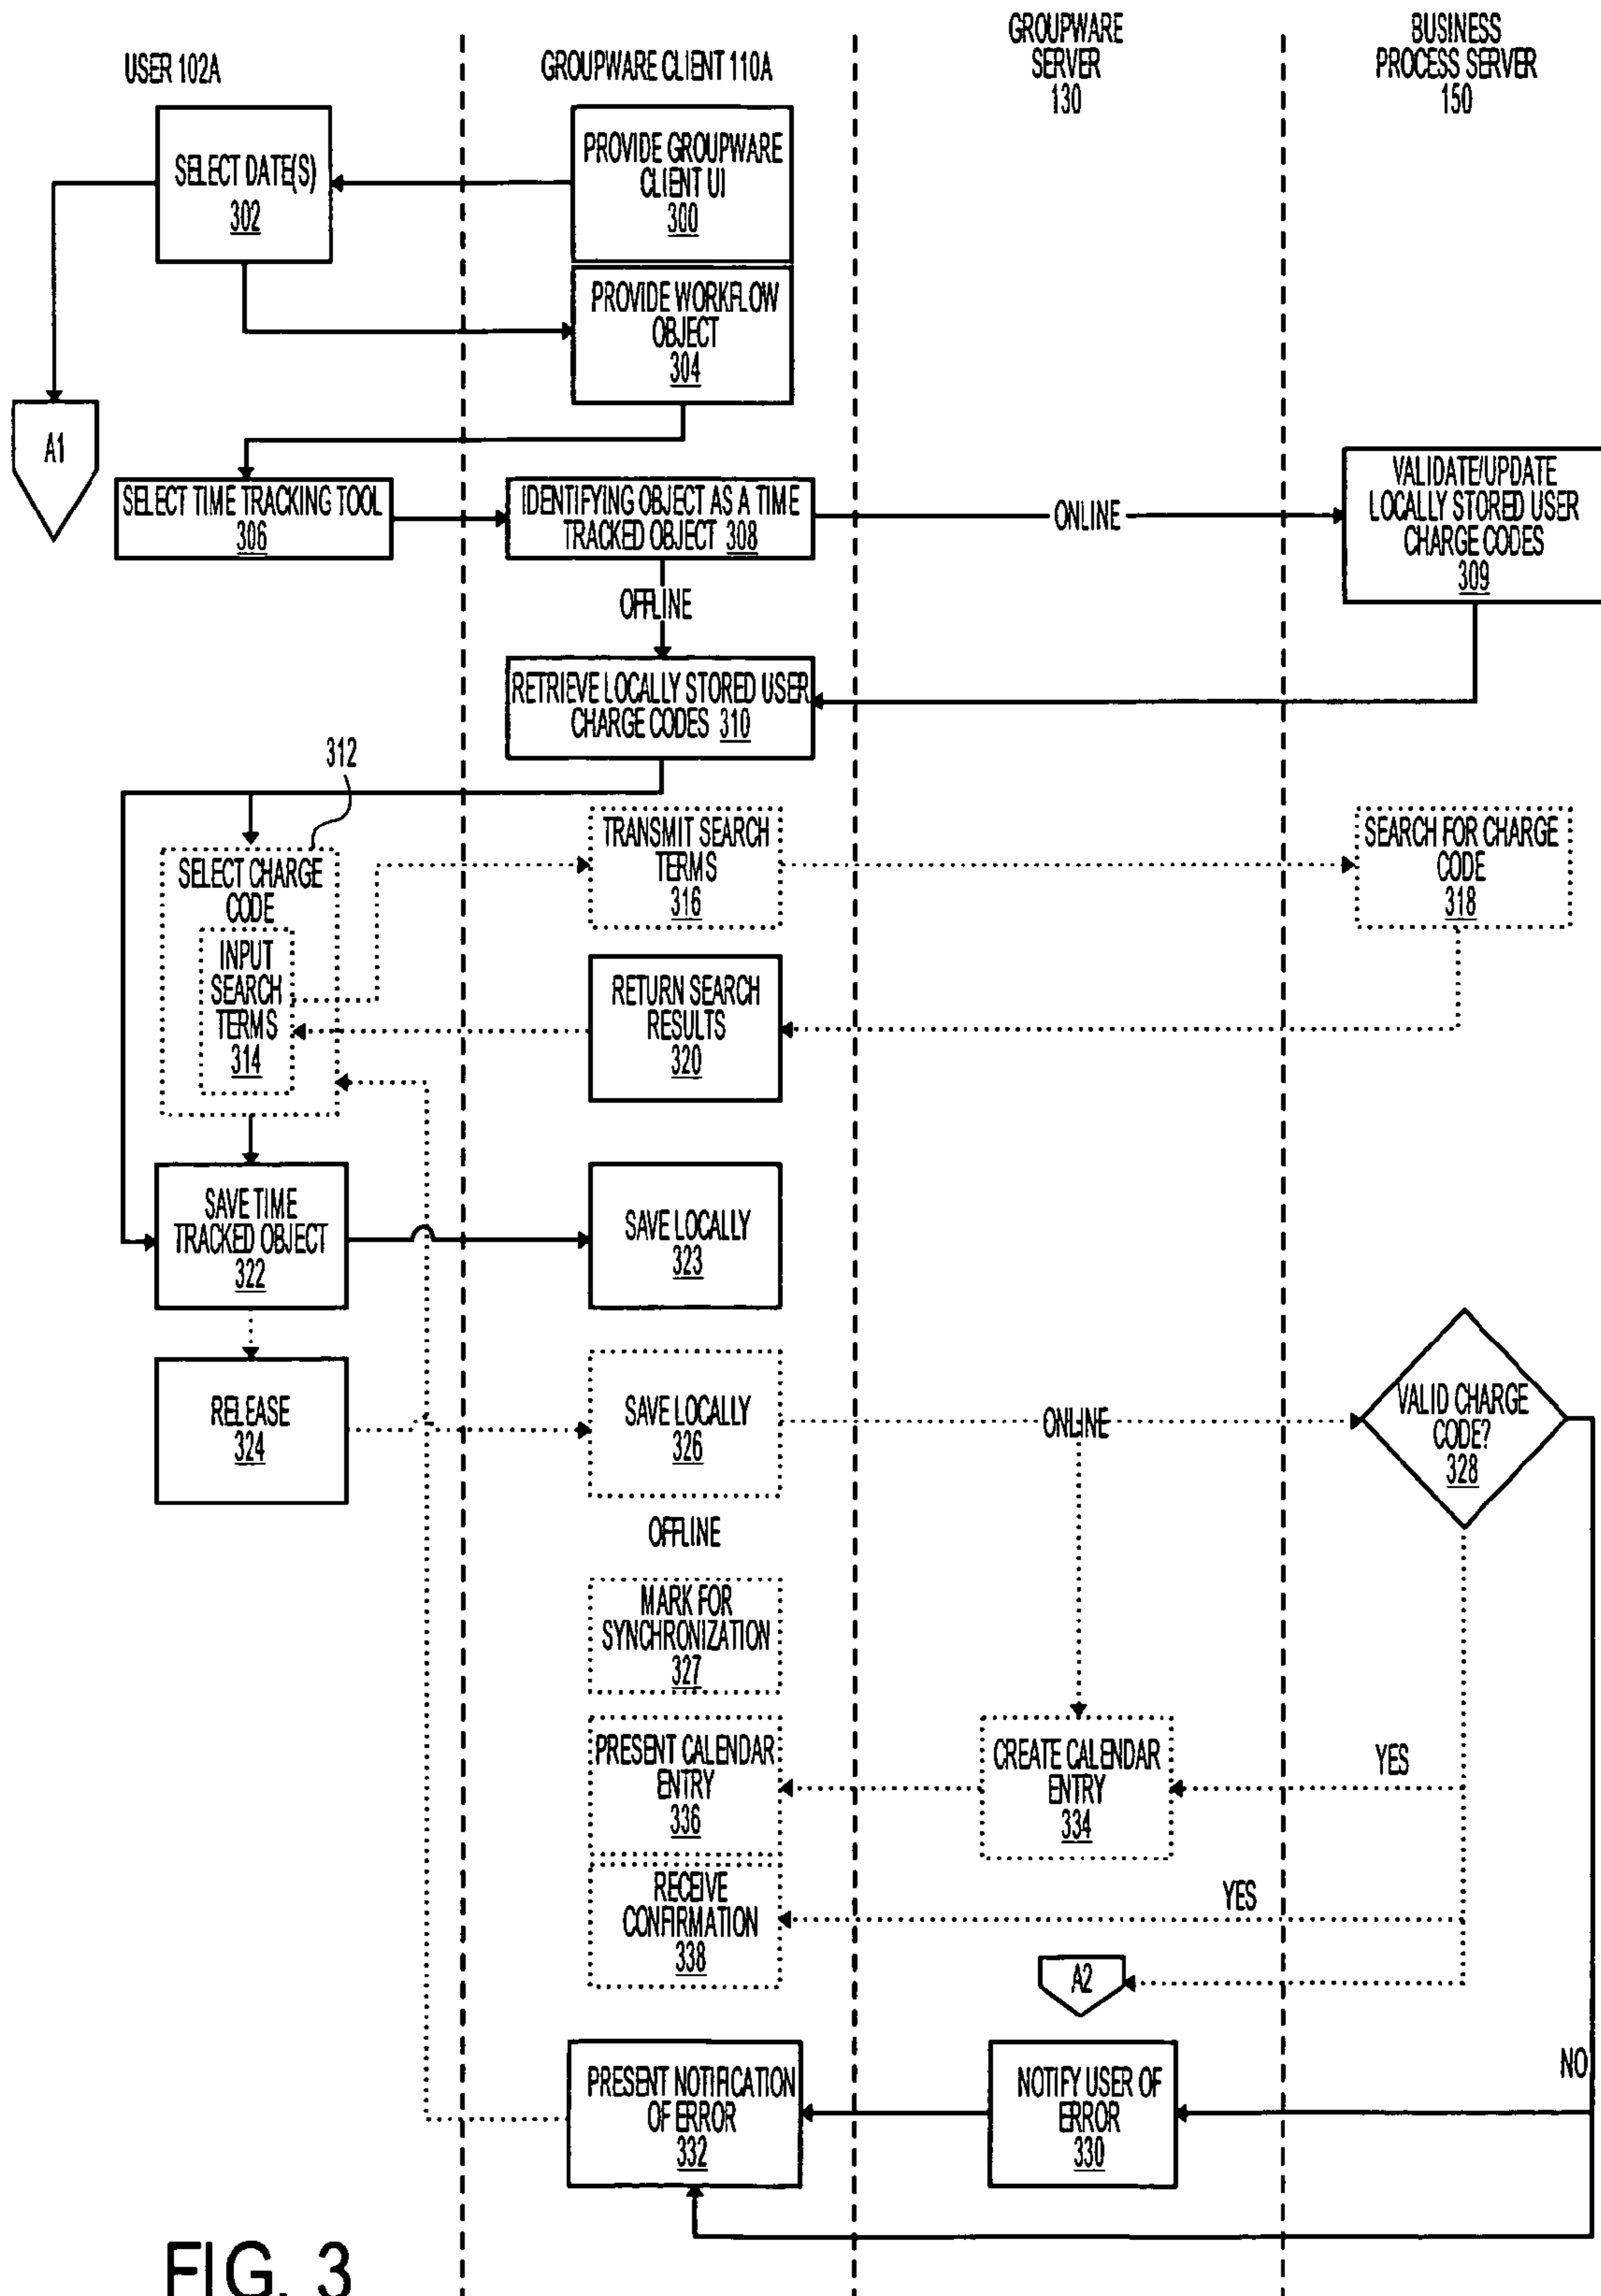 USER 102A
GROUPWARE CLIENT 110A
GROUPWARE
SERVER
130
BUSINESS
PROCESS SERVER
150
SELECT DATE(S)
302
PROVIDE GROUPWARE
CLIENT UI
300
PROVIDE WORKFLOW
OBJECT
304
A1
SELECT TIME TRACKING TOOL
306
IDENTIFYING OBJECT AS A TIME
TRACKED OBJECT 308
ONLINE
VALIDATE/UPDATE
LOCALLY STORED USER
CHARGE CODES
309
OFFLINE
RETRIEVE LOCALLY STORED USER
CHARGE CODES 310
312
SELECT CHARGE
CODE
INPUT
SEARCH
TERMS
314
TRANSMIT SEARCH
TERMS
316
SEARCH FOR CHARGE
CODE
318
RETURN SEARCH
RESULTS
320
SAVE TIME
TRACKED OBJECT
322
SAVE LOCALLY
323
RELEASE
324
SAVE LOCALLY
326
ONLINE
VALID CHARGE
CODE?
328
OFFLINE
MARK FOR
SYNCHRONIZATION
327
PRESENT CALENDAR
ENTRY
336
CREATE CALENDAR
ENTRY
334
YES
RECEIVE
CONFIRMATION
338
YES
A2
PRESENT NOTIFICATION
OF ERROR
332
NOTIFY USER OF
ERROR
330
NO
FIG. 3